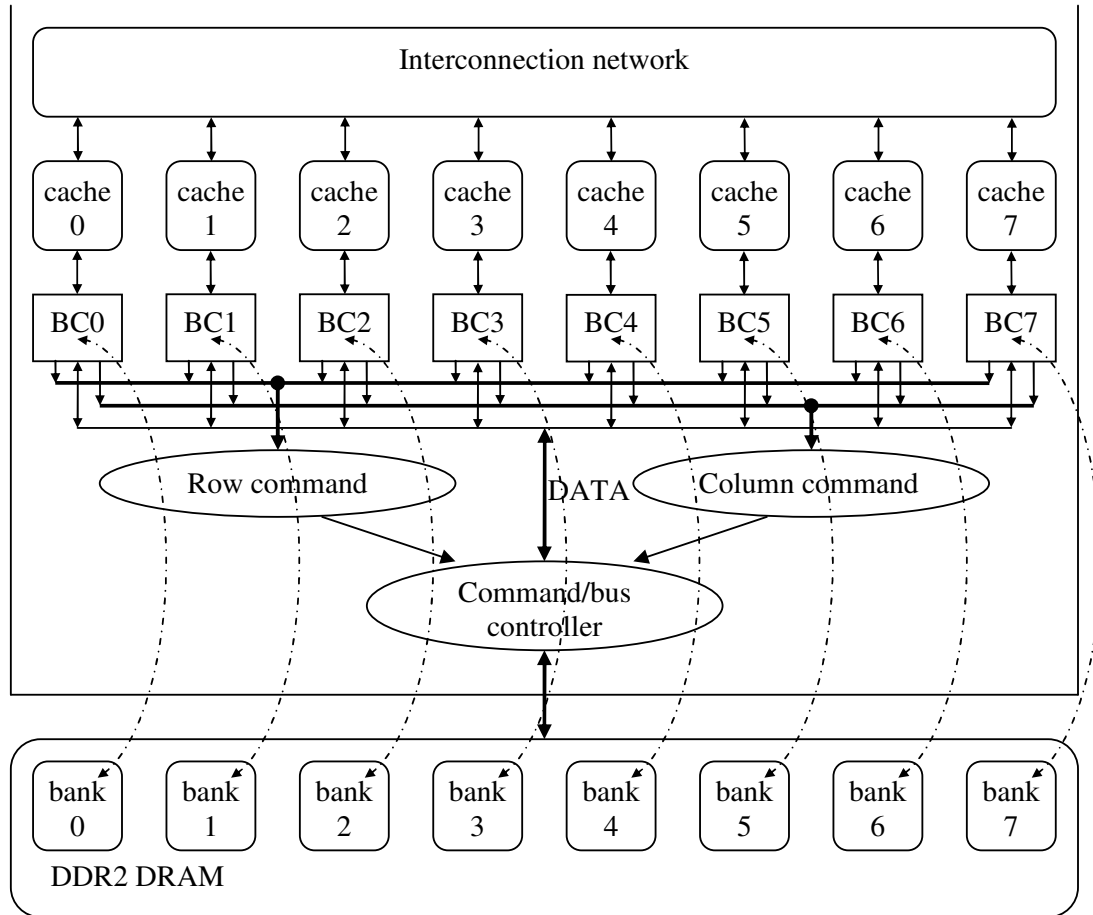 Interconnection network
cache cache cache cache cache cache cache cache
0 1 2 3 4 5 6 7
BC0 BC1 BC2 BC3 BC4 BC5 BC6 BC7
Row command DATA Column command
Command/bus
controller
bank bank bank bank bank bank bank bank
0 1 2 3 4 5 6 7
DDR2 DRAM